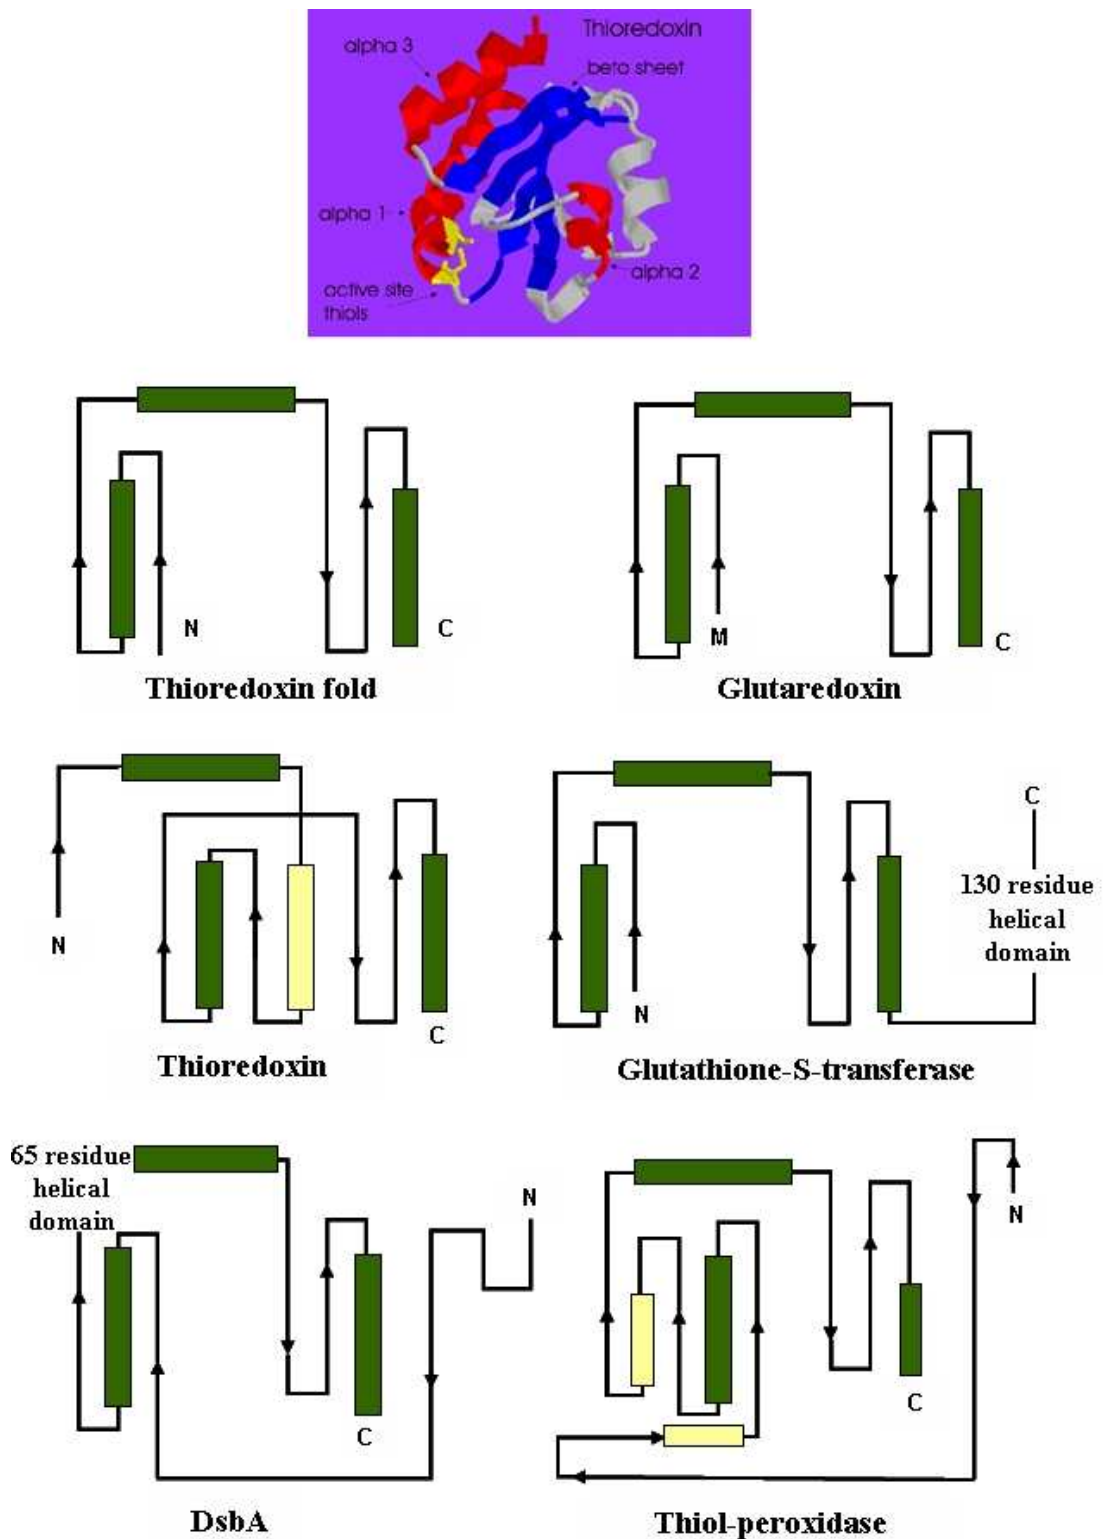 Thioredoxin
alpha 3
beta sheet
alpha 1
alpha 2
active site
thiols
N
C
Thioredoxin fold
M
C
Glutaredoxin
N
C
Thioredoxin
C
130 residue
helical
domain
N
Glutathione-S-transferase
65 residue
helical
domain
N
C
DsbA
N
C
Thiol-peroxidase